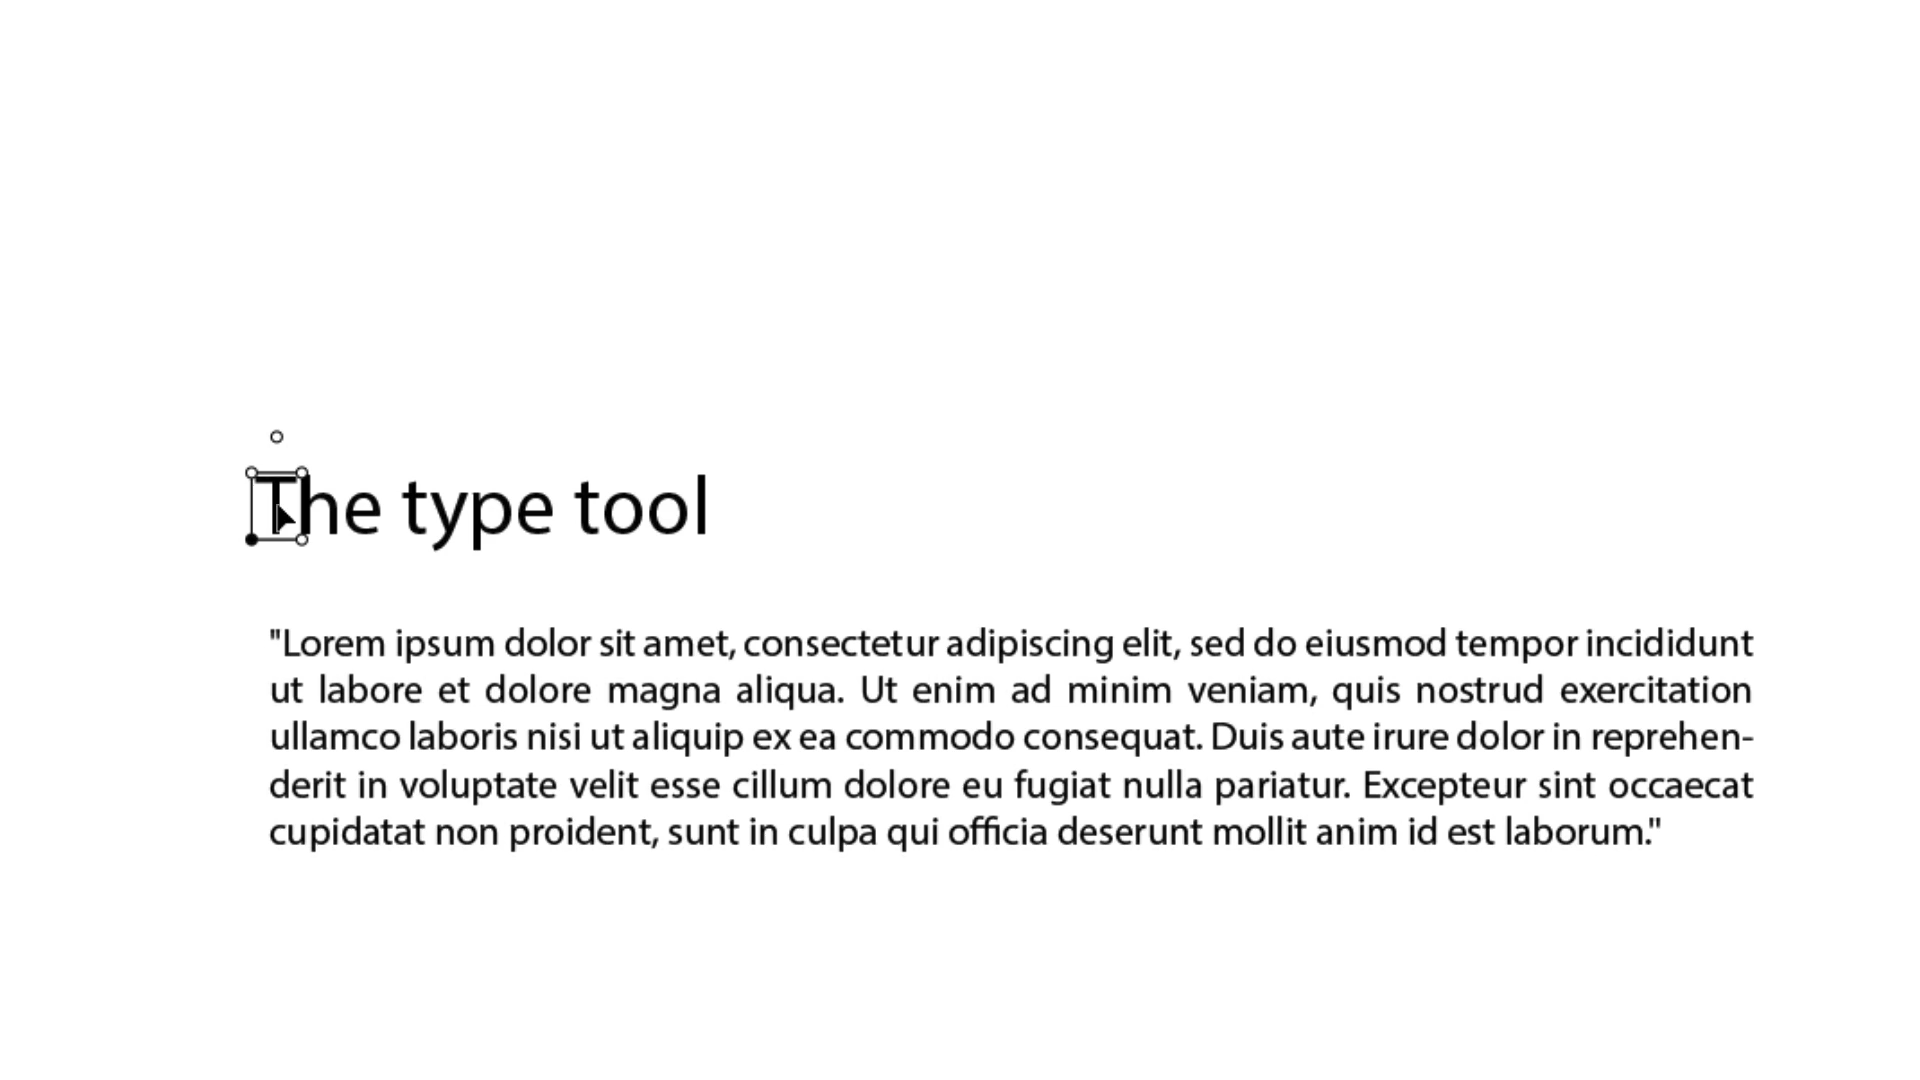 The type tool
"Lorem ipsum dolor sit amet, consectetur adipiscing elit, sed do eiusmod tempor incididunt
ut labore et dolore magna aliqua. Ut enim ad minim veniam, quis nostrud exercitation
ullamco laboris nisi ut aliquip ex ea commodo consequat. Duis aute irure dolor in reprehen-
derit in voluptate velit esse cillum dolore eu fugiat nulla pariatur. Excepteur sint occaecat
cupidatat non proident, sunt in culpa qui officia deserunt mollit anim id est laborum."